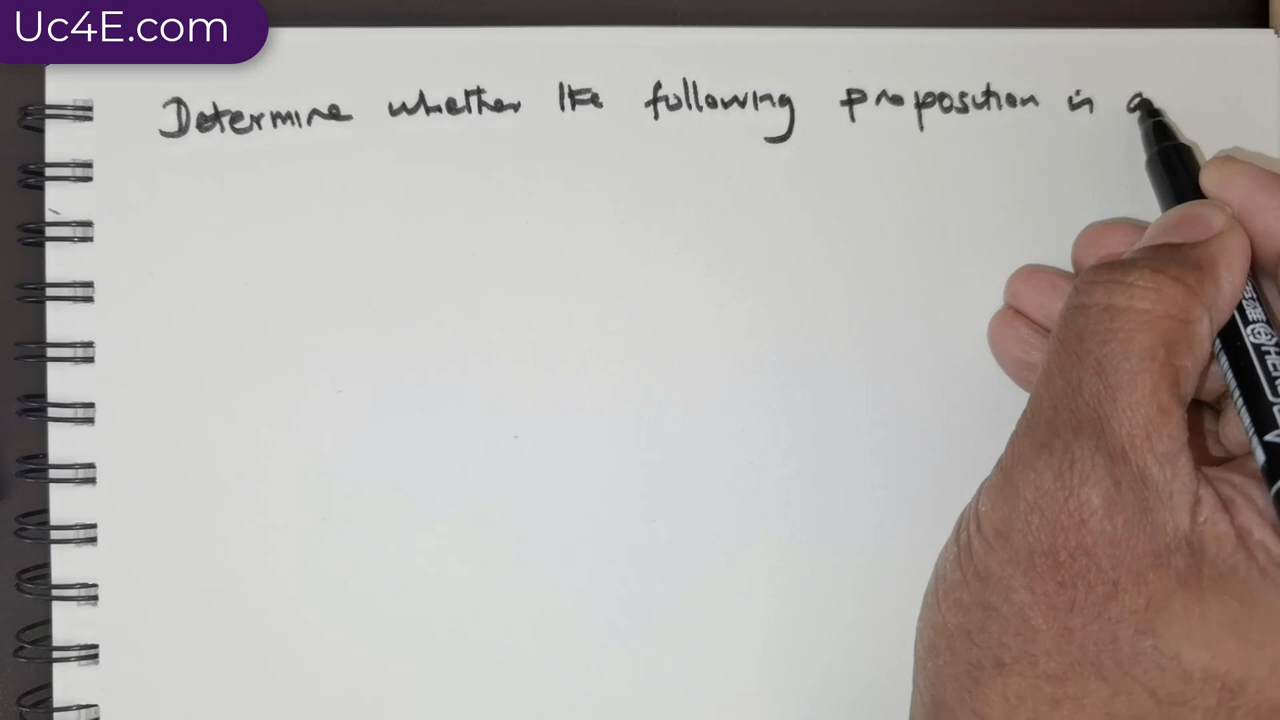 Uc4E.com
Determine whether the following proposition is a